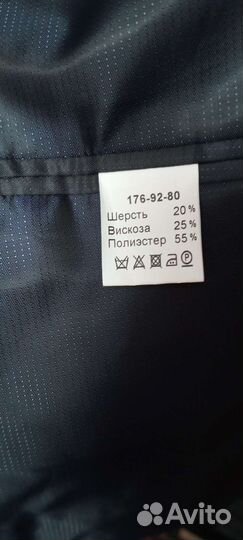 176-92-80
Шерсть 20%
Вискоза 25%
Полиэстер 55%
P
Avito